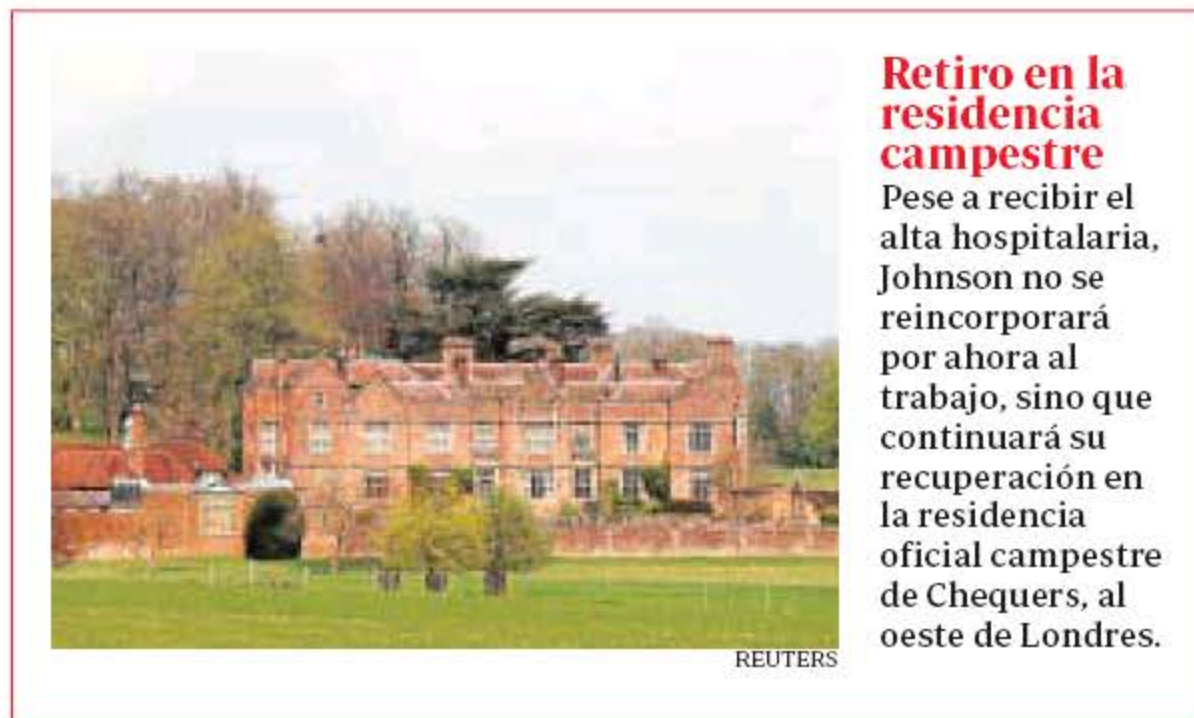 Retiro en la
residencia
campestre
Pese a recibir el
alta hospitalaria,
Johnson no se
reincorporará
por ahora al
trabajo, sino que
continuará su
recuperación en
la residencia
oficial campestre
de Chequers, al
oeste de Londres.
REUTERS